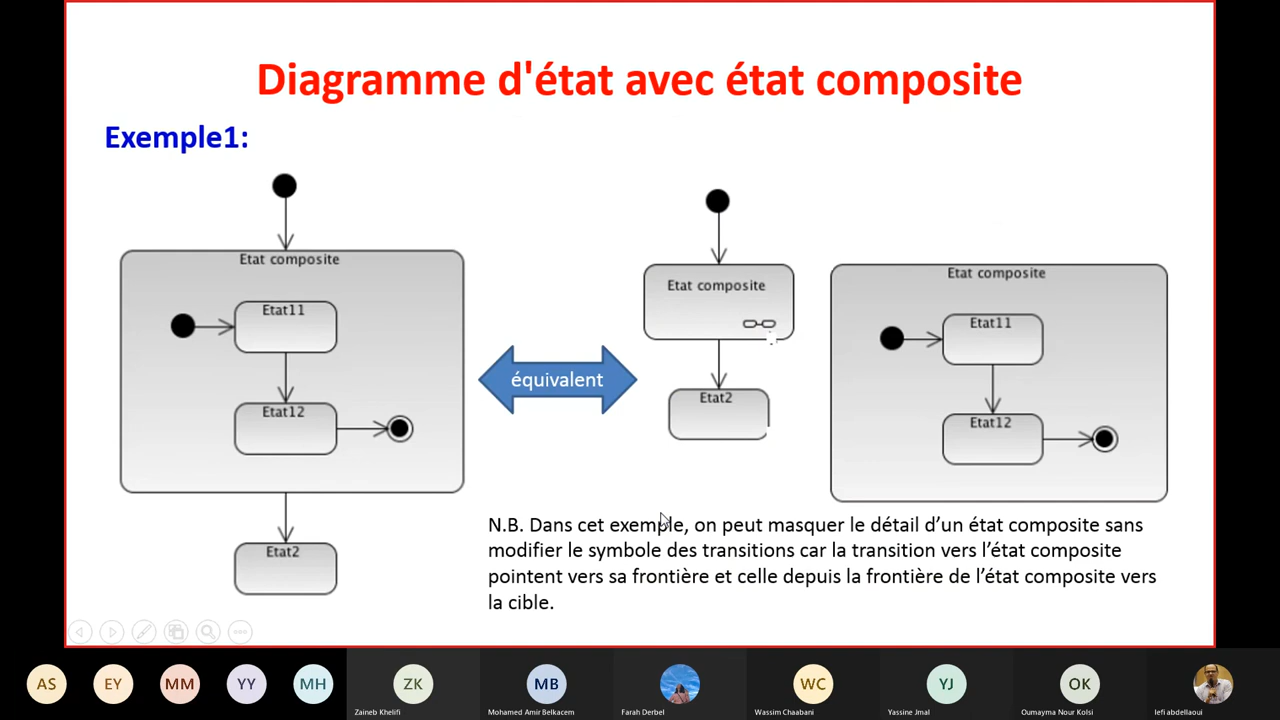 Diagramme d'état avec état composite
Exemple1:
Etat composite
Etat11
Etat12
Etat2
équivalent
Etat composite
Etat2
Etat composite
Etat11
Etat12
N.B. Dans cet exemple, on peut masquer le détail d’un état composite sans
modifier le symbole des transitions car la transition vers l’état composite
pointent vers sa frontière et celle depuis la frontière de l’état composite vers
la cible.
AS
EY
MM
YY
MH
ZK
MB
WC
YJ
OK
Zaineb Khelifi
Mohamed Amir Belkacem
Farah Derbel
Wassim Chaabani
Yassine Jmal
Oumayma Nour Kolsi
lefi abdellaoui